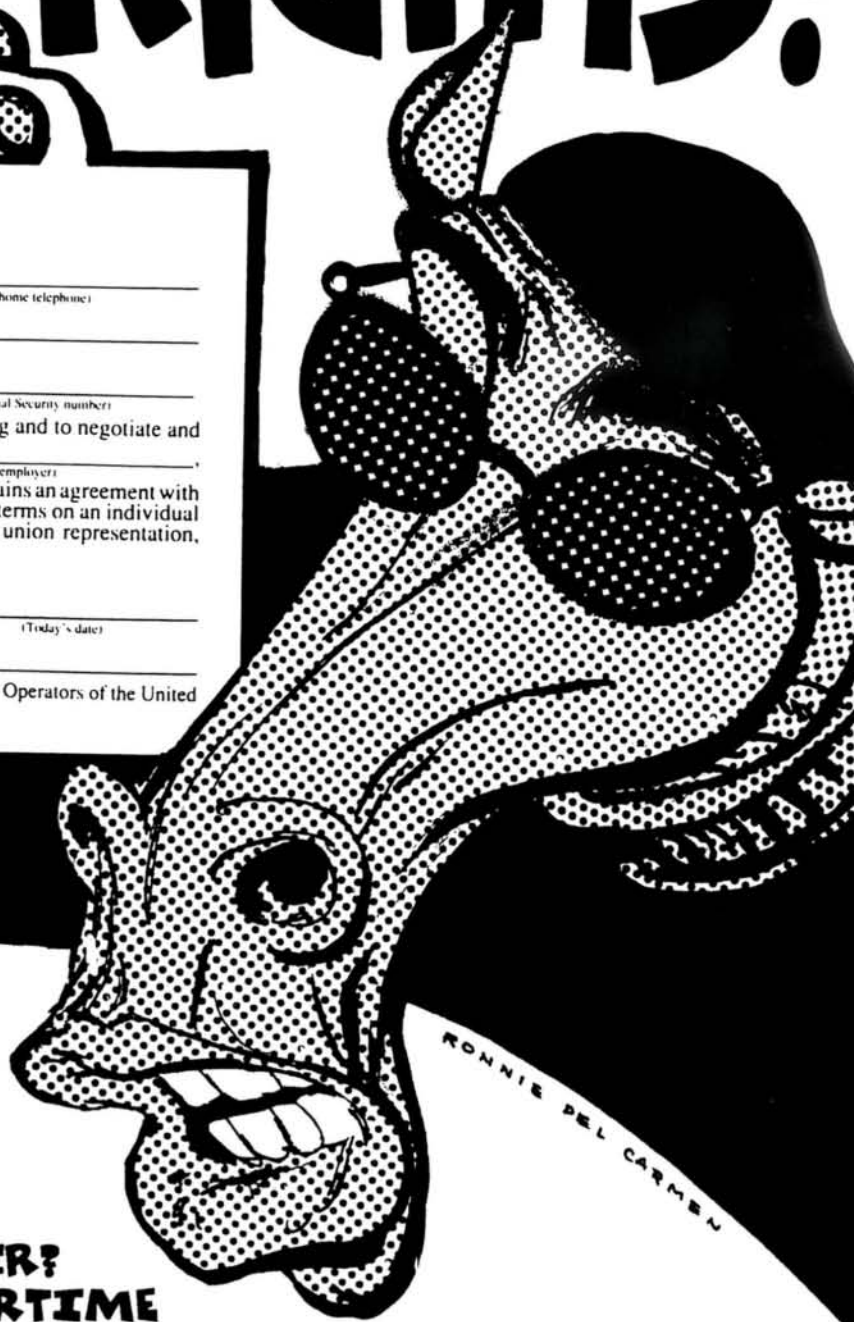 RIGHTS.
home telephone)
al Security number)
g and to negotiate and
,
employer)
ins an agreement with
terms on an individual
union representation,
(Today's date)
Operators of the United
RONNIE DEL CARMEN
ER?
RTIME